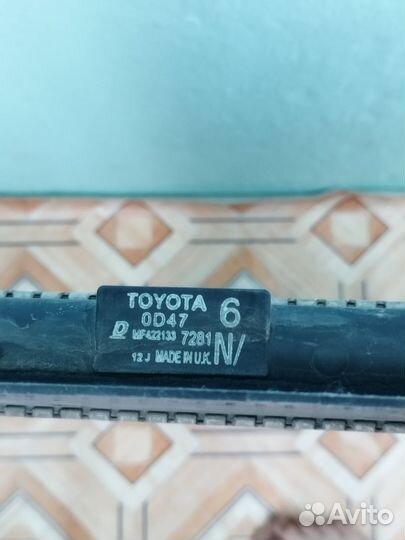 TOYOTA 6
0D47
D MF422133 7281 N/
12 J MADE IN U.K.
Avito